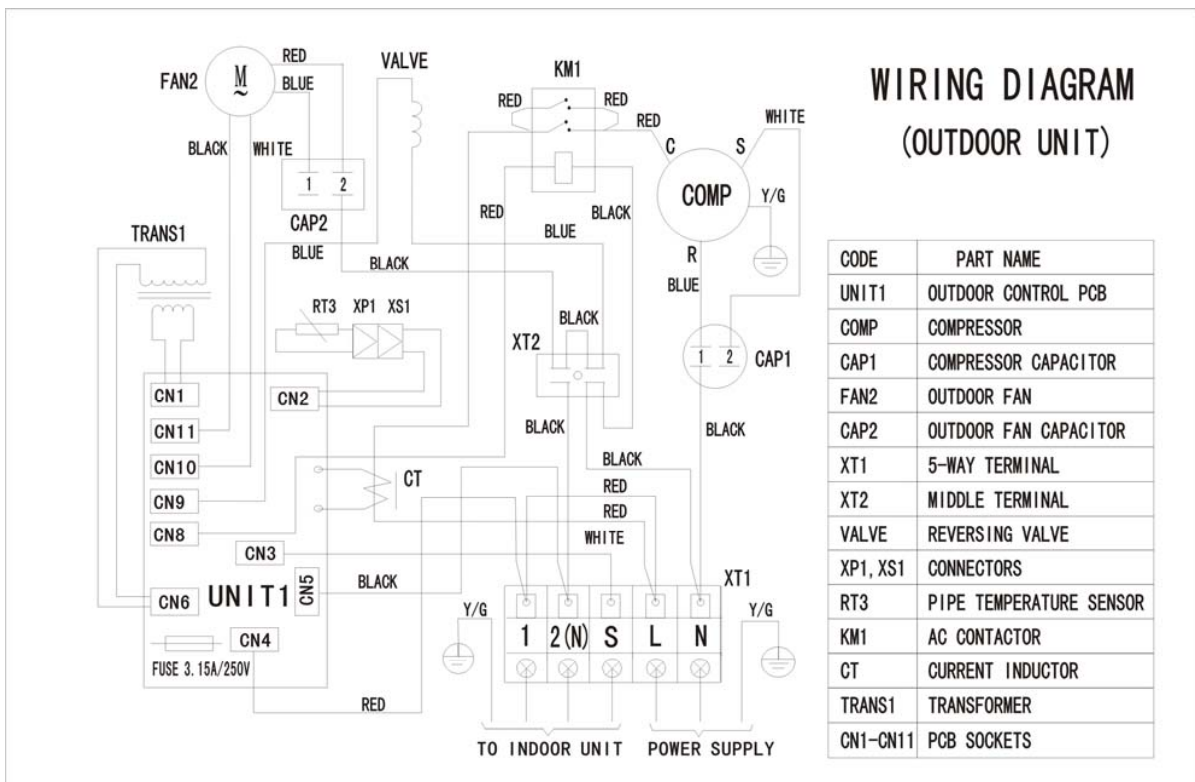 WIRING DIAGRAM
(OUTDOOR UNIT)
FAN2
M
~
RED
BLUE
BLACK
WHITE
1 2
CAP2
VALVE
KM1
RED
RED
RED
C
S
WHITE
COMP
Y/G
R
BLUE
1 2
CAP1
BLACK
TRANS1
BLUE
BLACK
RED
BLUE
BLACK
RT3 XP1 XS1
XT2
BLACK
CN1
CN2
CN11
CN10
CN9
CN8
CN3
CN6
UNIT1
CN5
CN4
FUSE 3.15A/250V
CT
BLACK
BLACK
RED
RED
WHITE
BLACK
XT1
Y/G
Y/G
1 2(N) S L N
RED
TO INDOOR UNIT
POWER SUPPLY
CODE PART NAME
UNIT1 OUTDOOR CONTROL PCB
COMP COMPRESSOR
CAP1 COMPRESSOR CAPACITOR
FAN2 OUTDOOR FAN
CAP2 OUTDOOR FAN CAPACITOR
XT1 5-WAY TERMINAL
XT2 MIDDLE TERMINAL
VALVE REVERSING VALVE
XP1,XS1 CONNECTORS
RT3 PIPE TEMPERATURE SENSOR
KM1 AC CONTACTOR
CT CURRENT INDUCTOR
TRANS1 TRANSFORMER
CN1-CN11 PCB SOCKETS